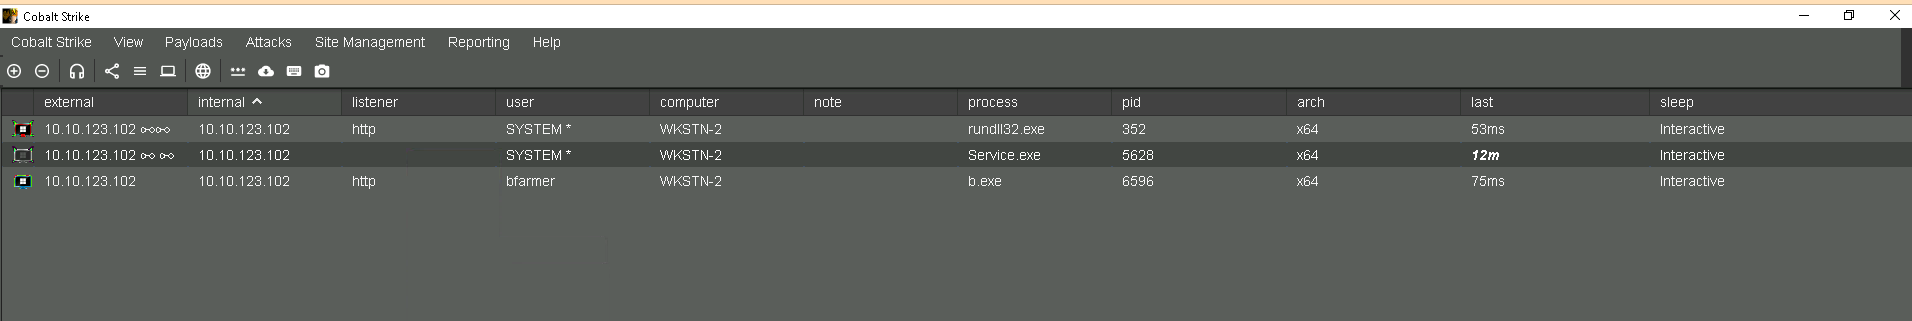 Cobalt Strike
Cobalt Strike View Payloads Attacks Site Management Reporting Help
external internal listener user computer note process pid arch last sleep
10.10.123.102 10.10.123.102 http SYSTEM * WKSTN-2 rundll32.exe 352 x64 53ms Interactive
10.10.123.102 10.10.123.102 SYSTEM * WKSTN-2 Service.exe 5628 x64 12m Interactive
10.10.123.102 10.10.123.102 http bfarmer WKSTN-2 b.exe 6596 x64 75ms Interactive